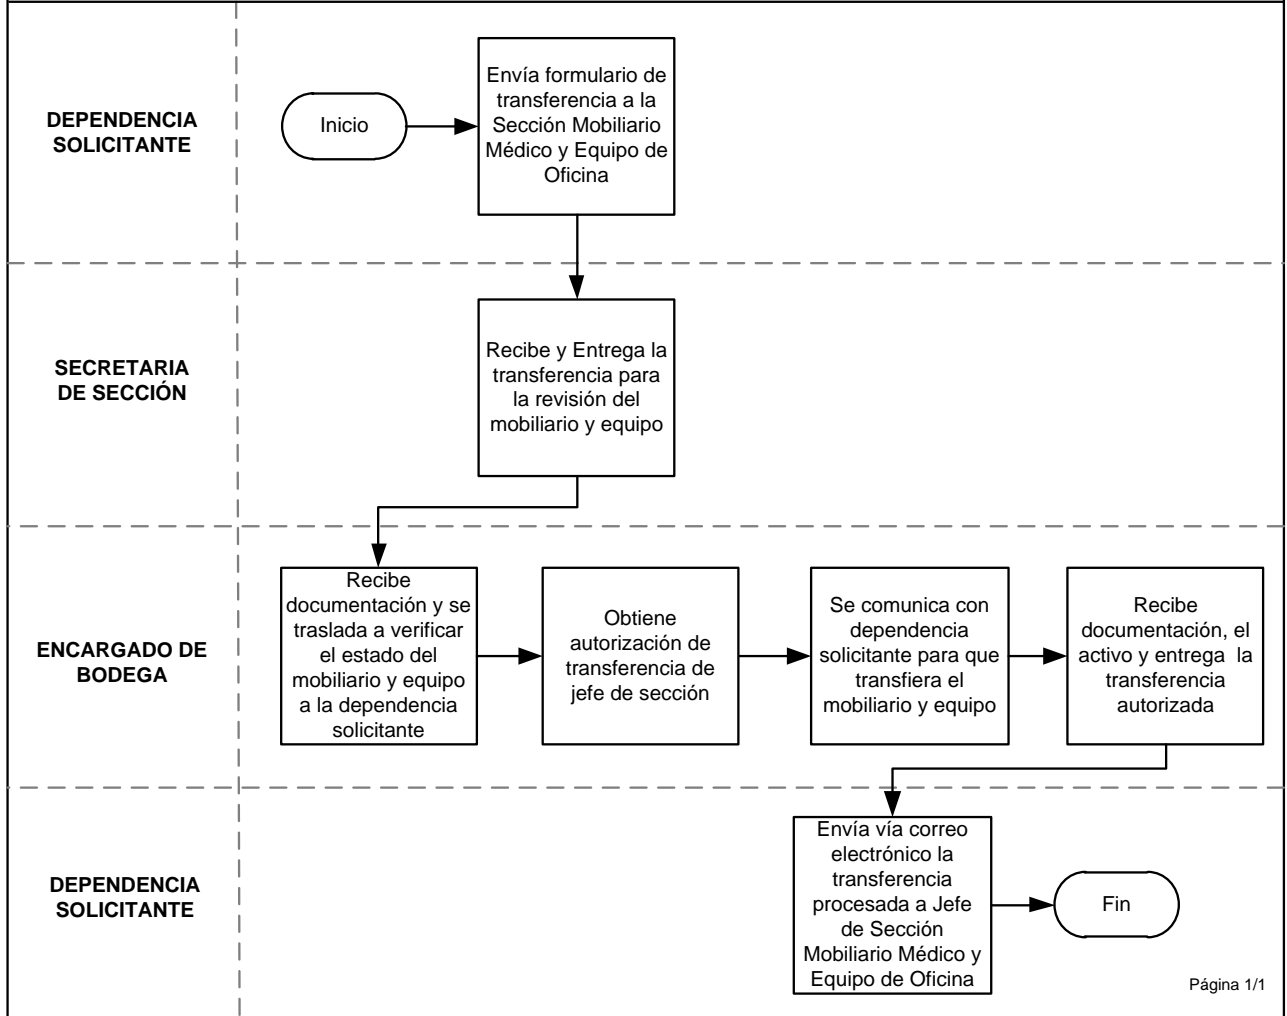 DEPENDENCIA
SOLICITANTE
Inicio
Envía formulario de
transferencia a la
Sección Mobiliario
Médico y Equipo de
Oficina
SECRETARIA
DE SECCIÓN
Recibe y Entrega la
transferencia para
la revisión del
mobiliario y equipo
ENCARGADO DE
BODEGA
Recibe
documentación y se
traslada a verificar
el estado del
mobiliario y equipo
a la dependencia
solicitante
Obtiene
autorización de
transferencia de
jefe de sección
Se comunica con
dependencia
solicitante para que
transfiera el
mobiliario y equipo
Recibe
documentación, el
activo y entrega la
transferencia
autorizada
DEPENDENCIA
SOLICITANTE
Envía vía correo
electrónico la
transferencia
procesada a Jefe
de Sección
Mobiliario Médico y
Equipo de Oficina
Fin
Página 1/1